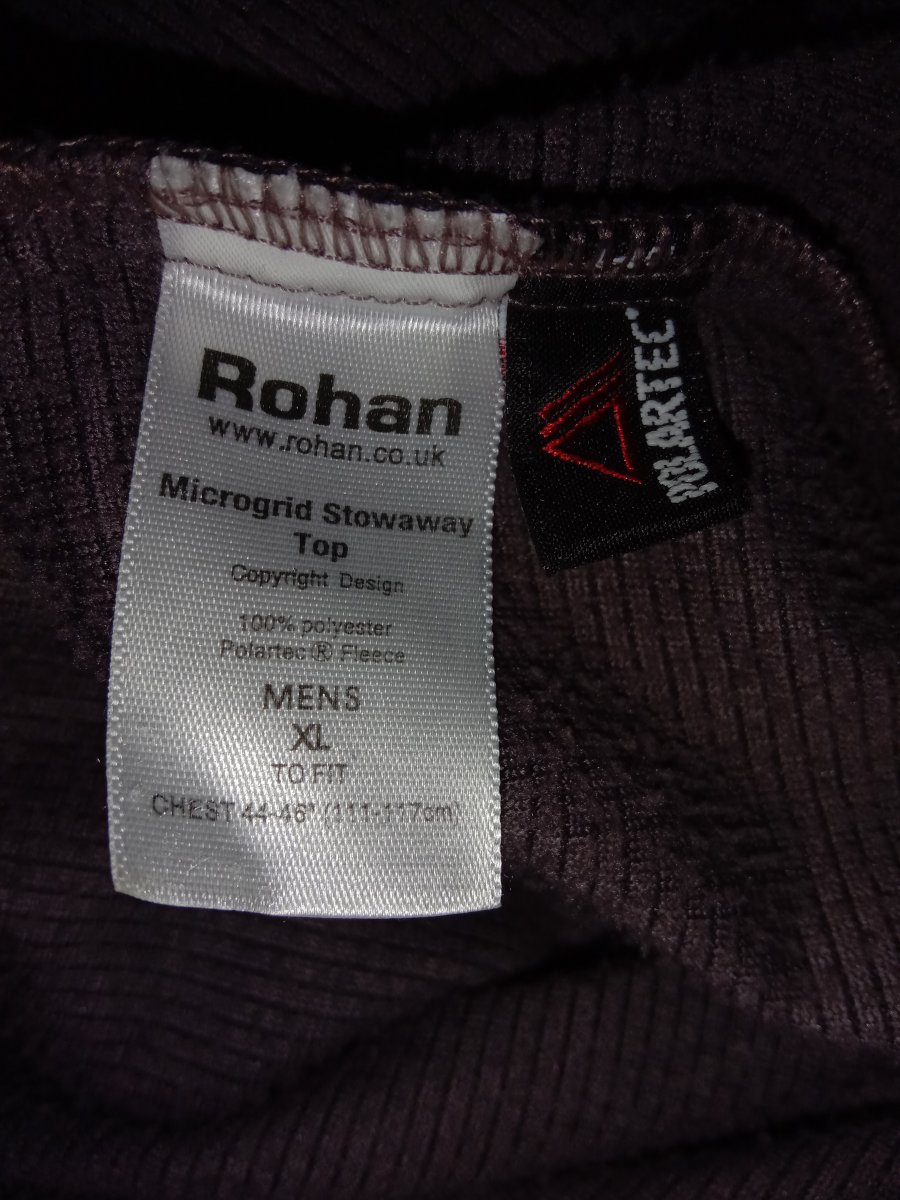 Rohan
www.rohan.co.uk
Microgrid Stowaway
Top
Copyright Design
100% polyester
Polartec® Fleece
MENS
XL
TO FIT
CHEST 44-46" (111-117cm)
POLARTEC®